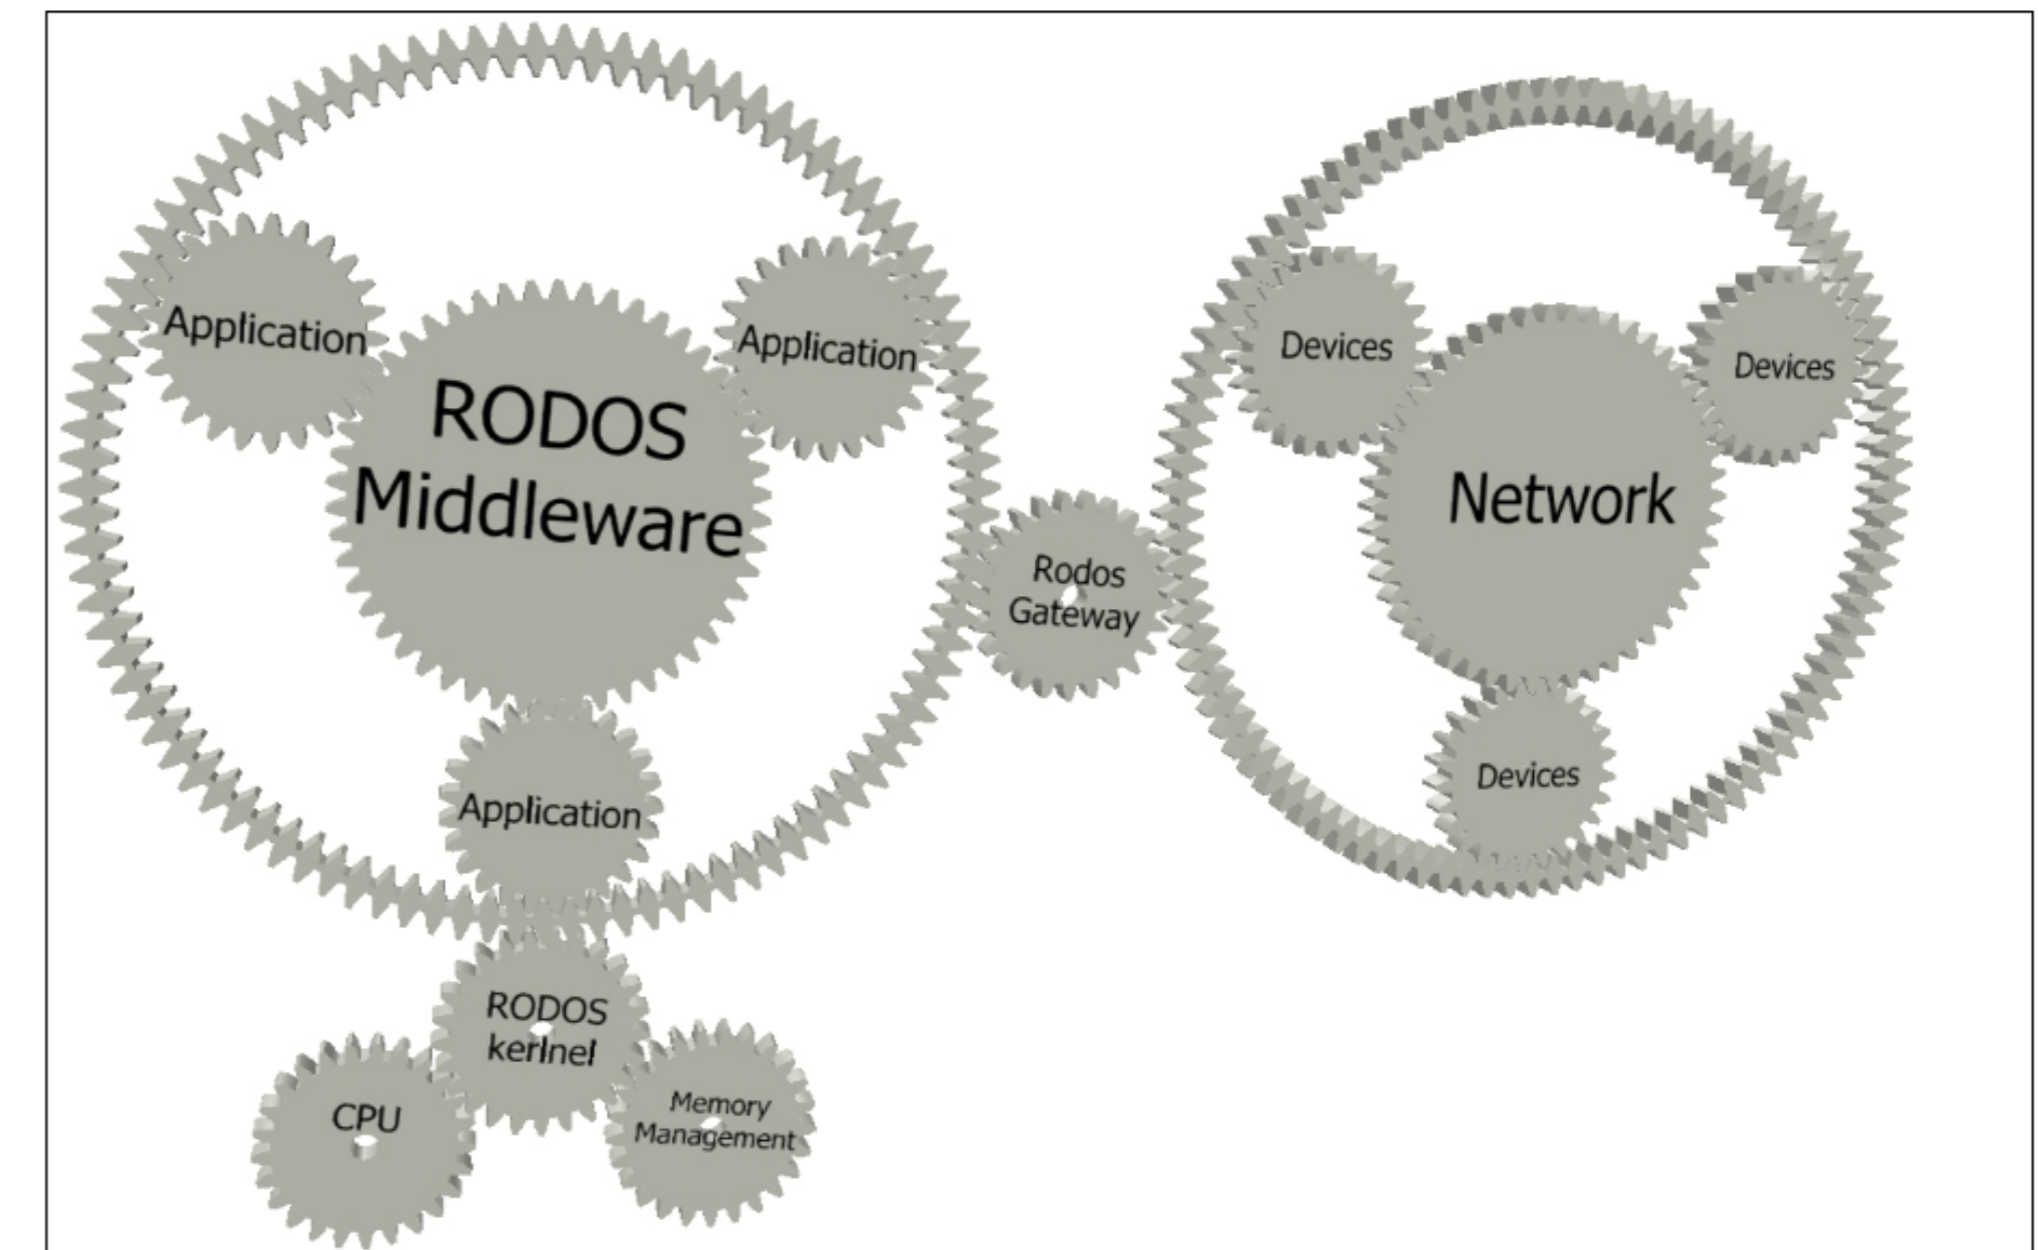 Application
Application
RODOS
Middleware
Application
Rodos
Gateway
Devices
Devices
Network
Devices
RODOS
kerlnel
CPU
Memory
Management